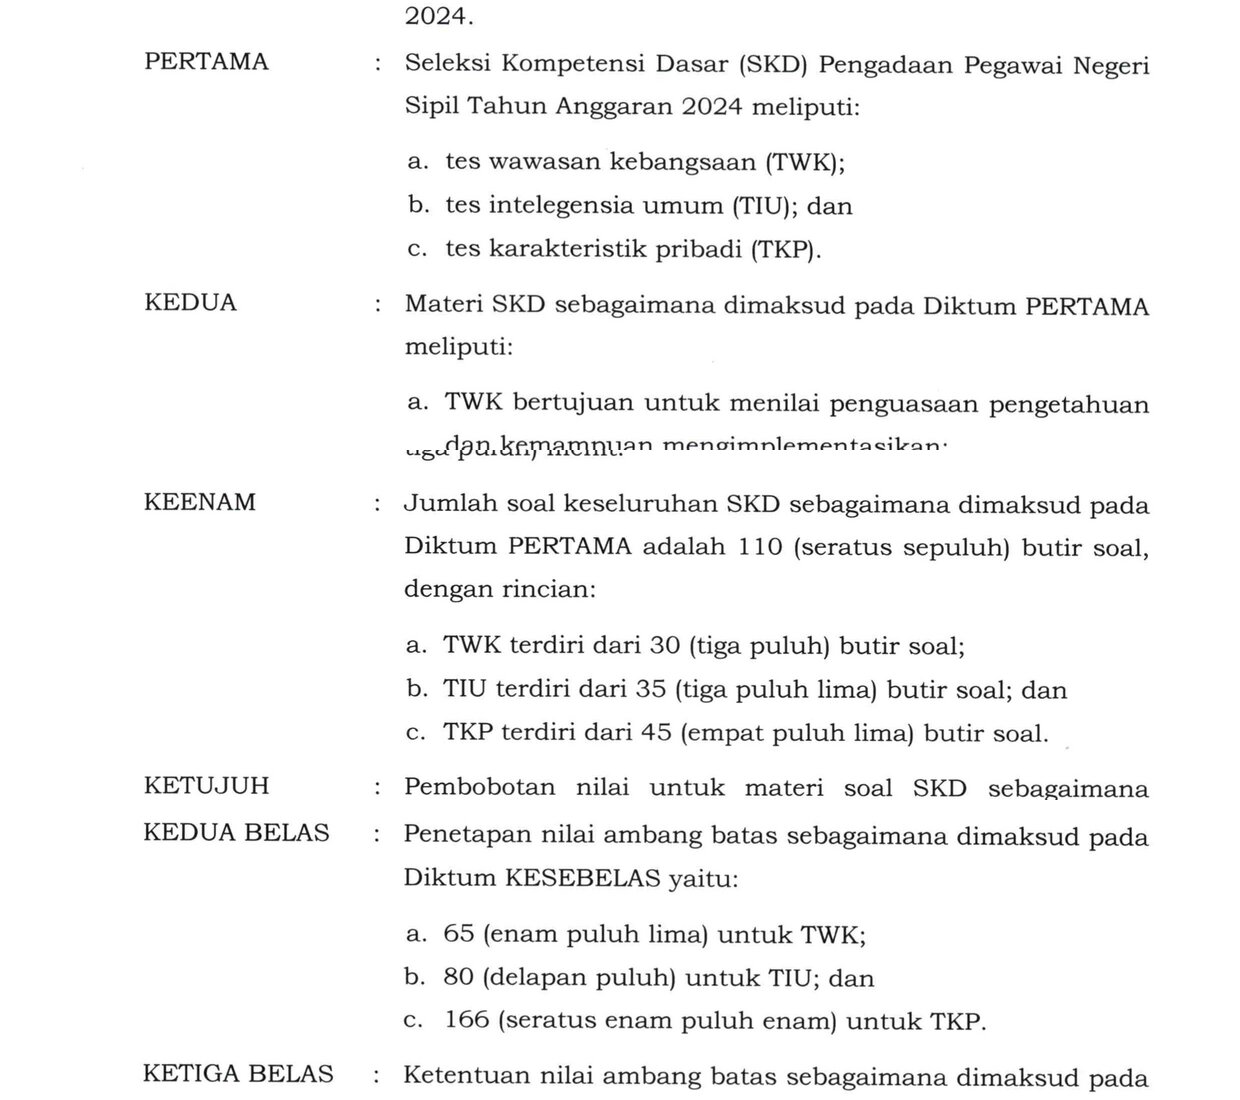 2024.
PERTAMA : Seleksi Kompetensi Dasar (SKD) Pengadaan Pegawai Negeri
Sipil Tahun Anggaran 2024 meliputi:
a. tes wawasan kebangsaan (TWK);
b. tes intelegensia umum (TIU); dan
c. tes karakteristik pribadi (TKP).
KEDUA : Materi SKD sebagaimana dimaksud pada Diktum PERTAMA
meliputi:
a. TWK bertujuan untuk menilai penguasaan pengetahuan
dan kemampuan mengimplementasikan:
KEENAM : Jumlah soal keseluruhan SKD sebagaimana dimaksud pada
Diktum PERTAMA adalah 110 (seratus sepuluh) butir soal,
dengan rincian:
a. TWK terdiri dari 30 (tiga puluh) butir soal;
b. TIU terdiri dari 35 (tiga puluh lima) butir soal; dan
c. TKP terdiri dari 45 (empat puluh lima) butir soal.
KETUJUH : Pembobotan nilai untuk materi soal SKD sebagaimana
KEDUA BELAS : Penetapan nilai ambang batas sebagaimana dimaksud pada
Diktum KESEBELAS yaitu:
a. 65 (enam puluh lima) untuk TWK;
b. 80 (delapan puluh) untuk TIU; dan
c. 166 (seratus enam puluh enam) untuk TKP.
KETIGA BELAS : Ketentuan nilai ambang batas sebagaimana dimaksud pada